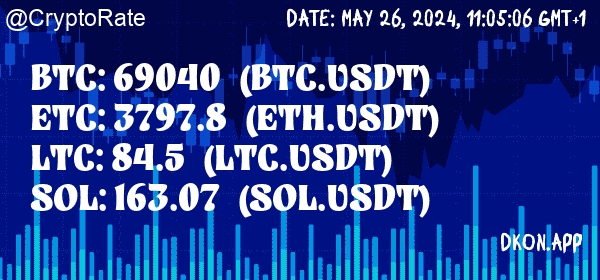 @CryptoRate
DATE: MAY 26, 2024, 11:05:06 GMT+1
BTC: 69040 (BTC.USDT)
ETC: 3797.8 (ETH.USDT)
LTC: 84.5 (LTC.USDT)
SOL: 163.07 (SOL.USDT)
DKON.APP